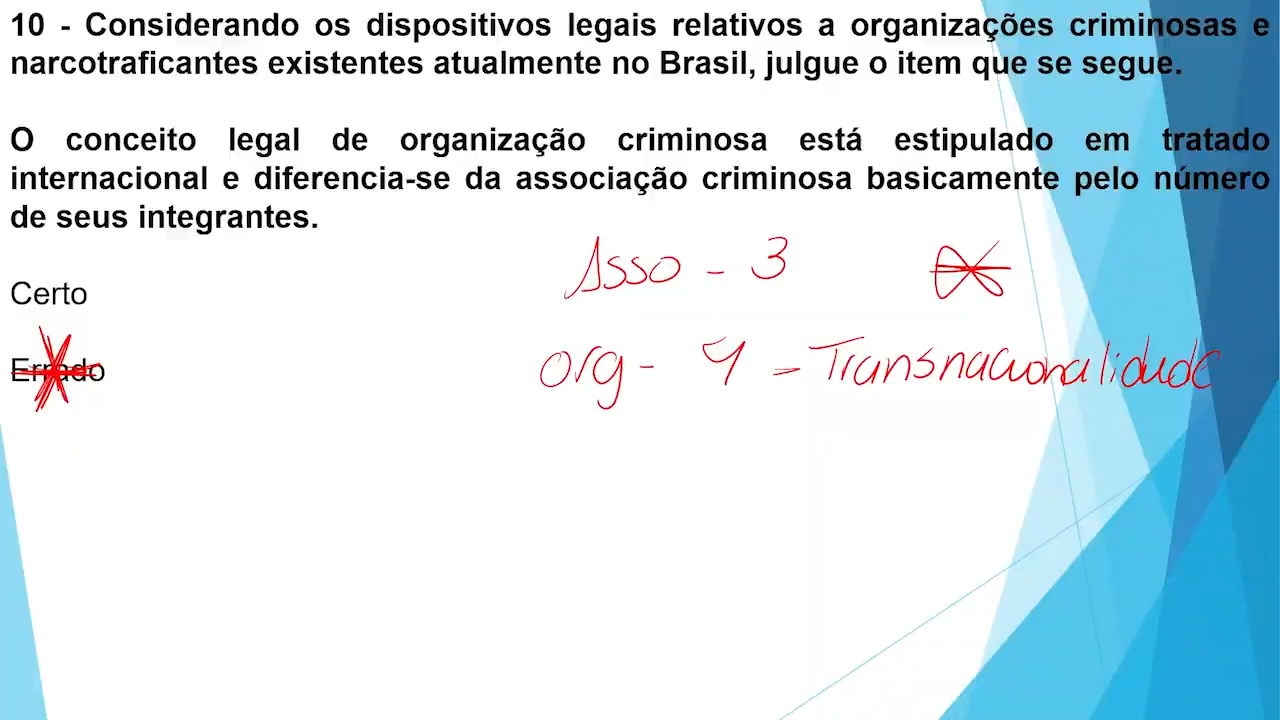 10 - Considerando os dispositivos legais relativos a organizações criminosas e
narcotraficantes existentes atualmente no Brasil, julgue o item que se segue.
O conceito legal de organização criminosa está estipulado em tratado
internacional e diferencia-se da associação criminosa basicamente pelo número
de seus integrantes.
Asso - 3
Certo
Errado
org - 4 = Transnacionalidade